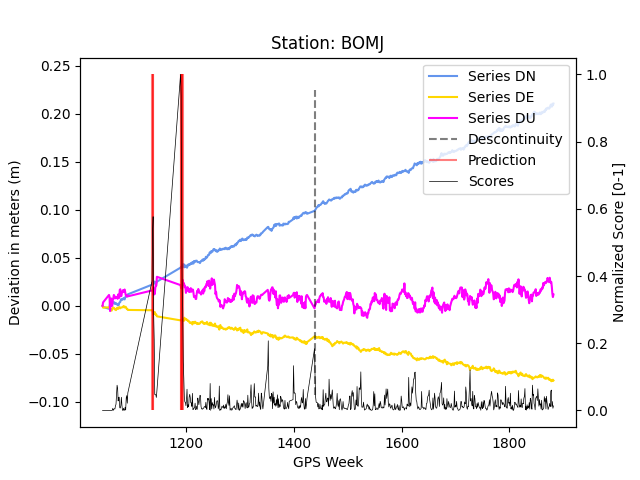 Station: BOMJ
Deviation in meters (m)
0.25
0.20
0.15
0.10
0.05
0.00
−0.05
−0.10
1200
1400
1600
1800
GPS Week
1.0
0.8
0.6
0.4
0.2
0.0
Normalized Score [0-1]
Series DN
Series DE
Series DU
Discontinuity
Prediction
Scores